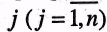 j (j = \overline{1,n})